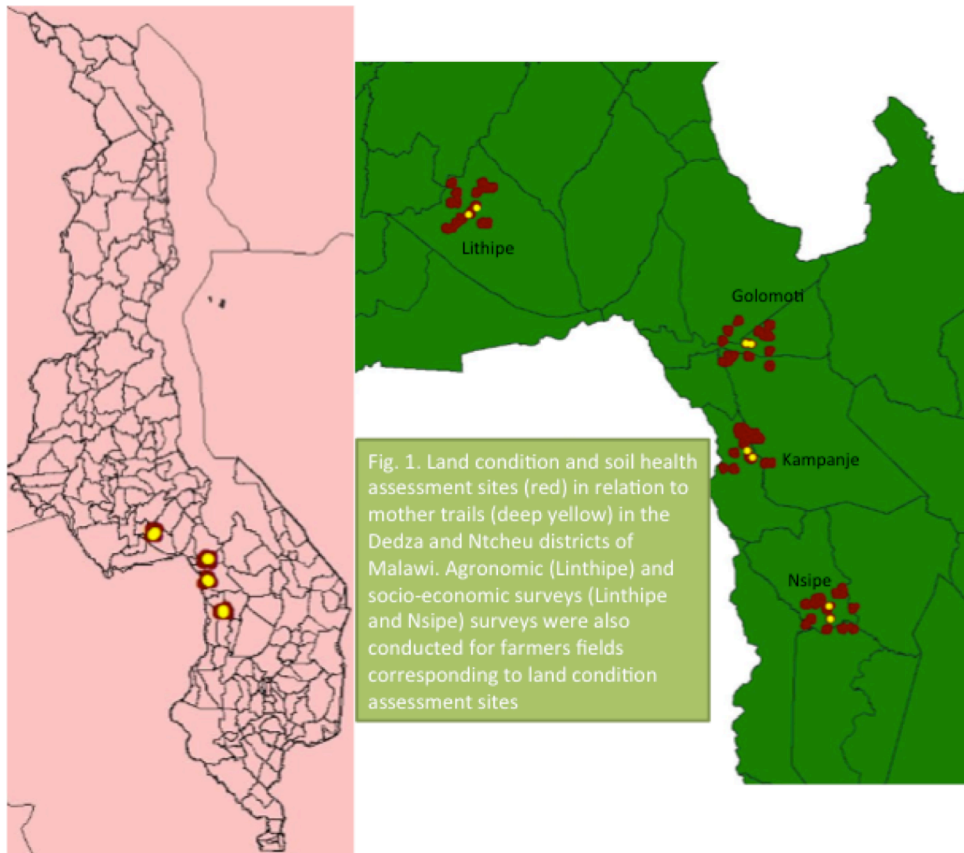 Lithipe
Golomoti
Kampanje
Nsipe
Fig. 1. Land condition and soil health
assessment sites (red) in relation to
mother trails (deep yellow) in the
Dedza and Ntcheu districts of
Malawi. Agronomic (Linthipe) and
socio-economic surveys (Linthipe
and Nsipe) surveys were also
conducted for farmers fields
corresponding to land condition
assessment sites